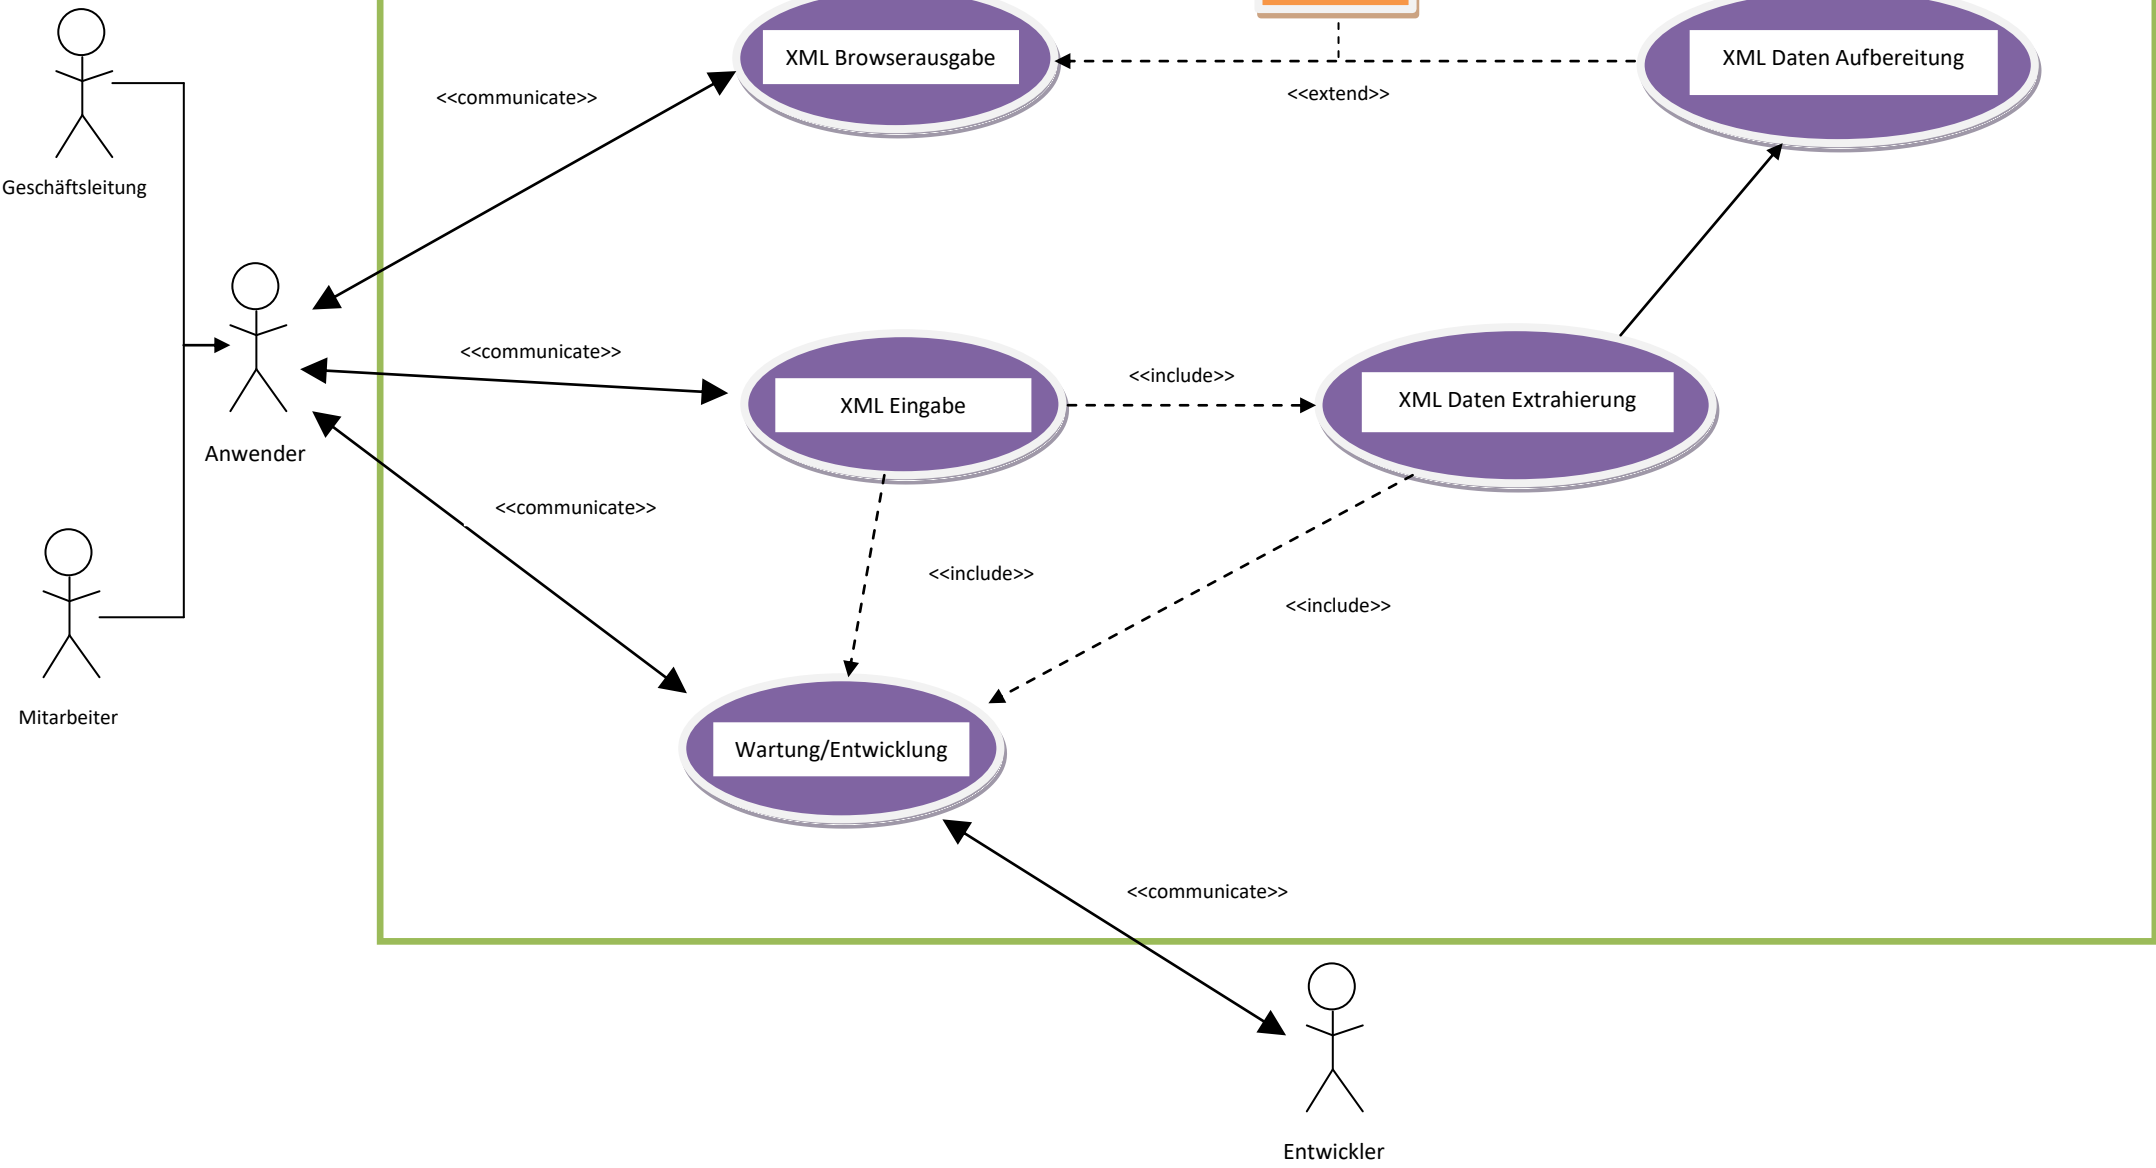 XML Browserausgabe
XML Daten Aufbereitung
<<communicate>>
<<extend>>
Geschäftsleitung
<<communicate>>
<<include>>
XML Eingabe
XML Daten Extrahierung
Anwender
<<communicate>>
<<include>>
<<include>>
Mitarbeiter
Wartung/Entwicklung
<<communicate>>
Entwickler